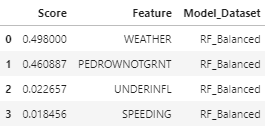 Score Feature Model_Dataset
0 0.498000 WEATHER RF_Balanced
1 0.460887 PEDROWNOTGRNT RF_Balanced
2 0.022657 UNDERINFL RF_Balanced
3 0.018456 SPEEDING RF_Balanced